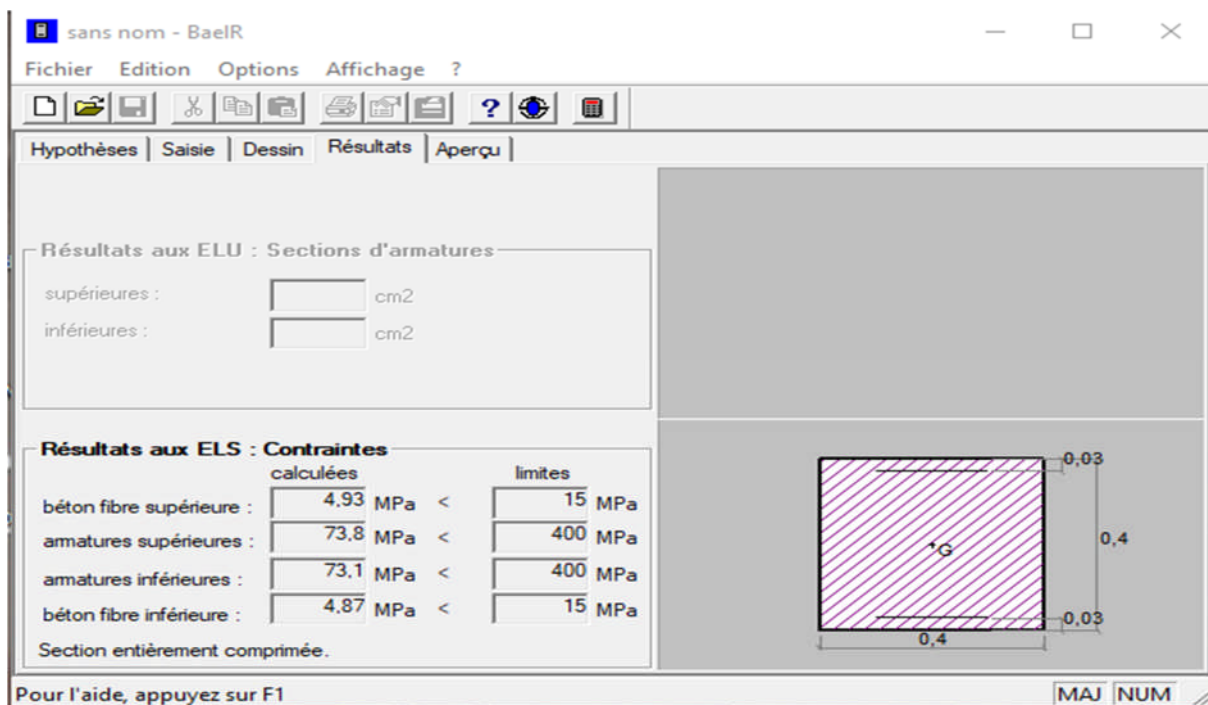 sans nom - BaelR
Fichier Edition Options Affichage ?
Hypothèses Saisie Dessin Résultats Aperçu
Résultats aux ELU : Sections d'armatures
supérieures : cm2
inférieures : cm2
Résultats aux ELS : Contraintes
calculées limites
béton fibre supérieure : 4,93 MPa < 15 MPa
armatures supérieures : 73,8 MPa < 400 MPa
armatures inférieures : 73,1 MPa < 400 MPa
béton fibre inférieure : 4,87 MPa < 15 MPa
Section entièrement comprimée.
0,03
0,4
+G
0,03
0,4
Pour l'aide, appuyez sur F1
MAJ NUM